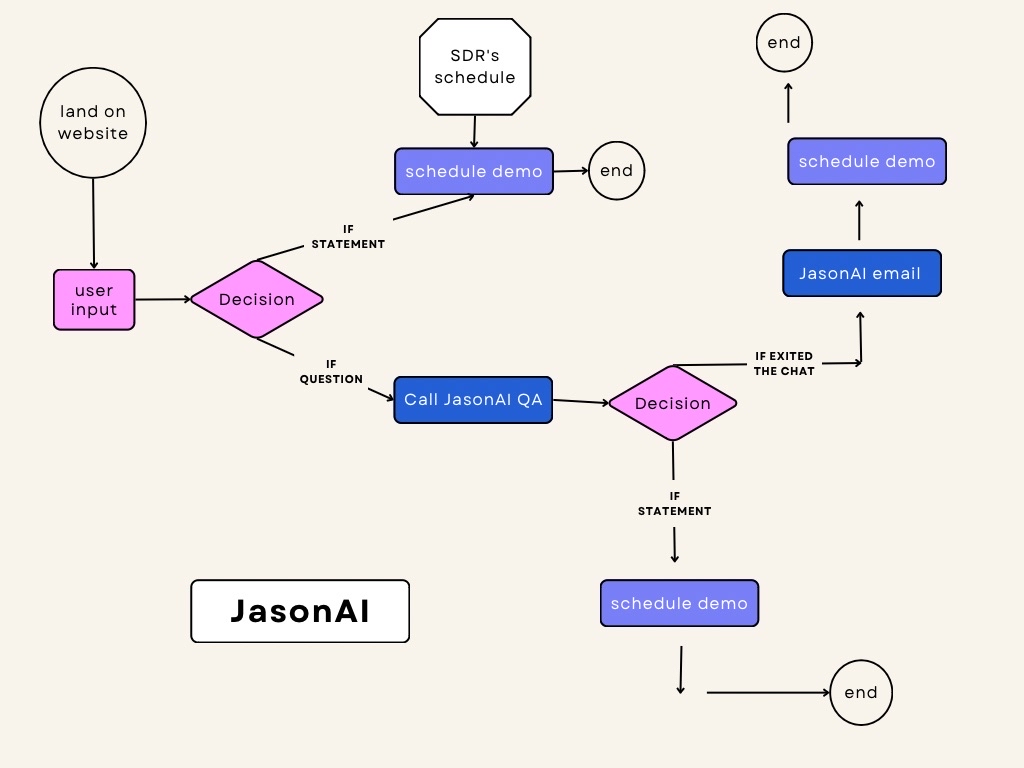 end
SDR's
schedule
land on
website
schedule demo
schedule demo
end
IF
STATEMENT
JasonAI email
user
input
Decision
IF EXITED
THE CHAT
IF
QUESTION
Call JasonAI QA
Decision
IF
STATEMENT
schedule demo
JasonAI
end